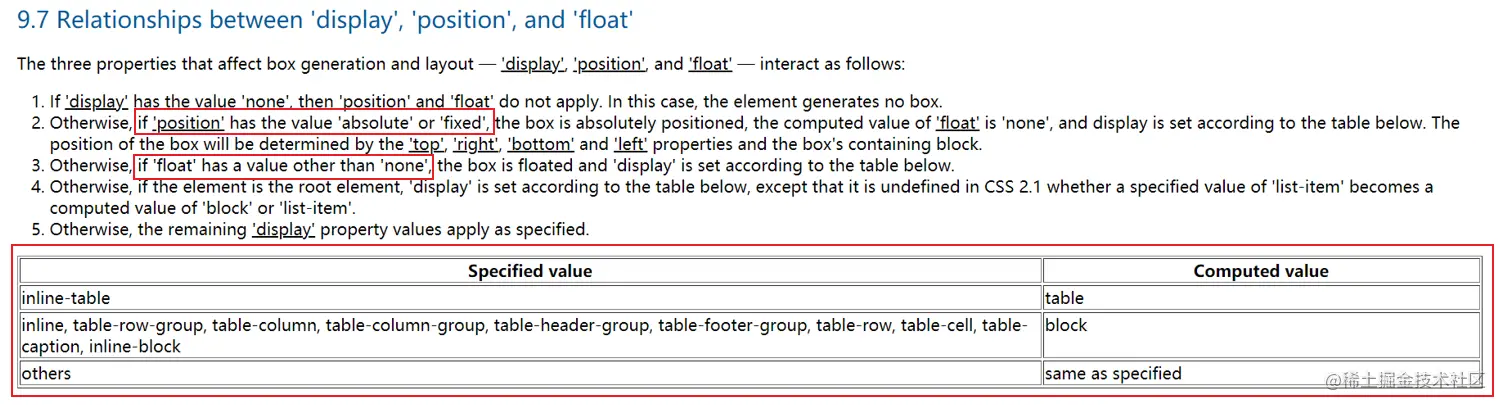 9.7 Relationships between 'display', 'position', and 'float'
The three properties that affect box generation and layout — 'display', 'position', and 'float' — interact as follows:
1. If 'display' has the value 'none', then 'position' and 'float' do not apply. In this case, the element generates no box.
2. Otherwise, if 'position' has the value 'absolute' or 'fixed', the box is absolutely positioned, the computed value of 'float' is 'none', and display is set according to the table below. The
position of the box will be determined by the 'top', 'right', 'bottom' and 'left' properties and the box's containing block.
3. Otherwise, if 'float' has a value other than 'none', the box is floated and 'display' is set according to the table below.
4. Otherwise, if the element is the root element, 'display' is set according to the table below, except that it is undefined in CSS 2.1 whether a specified value of 'list-item' becomes a
computed value of 'block' or 'list-item'.
5. Otherwise, the remaining 'display' property values apply as specified.
Specified value Computed value
inline-table table
inline, table-row-group, table-column, table-column-group, table-header-group, table-footer-group, table-row, table-cell, table- block
caption, inline-block
others same as specified
@稀土掘金技术社区